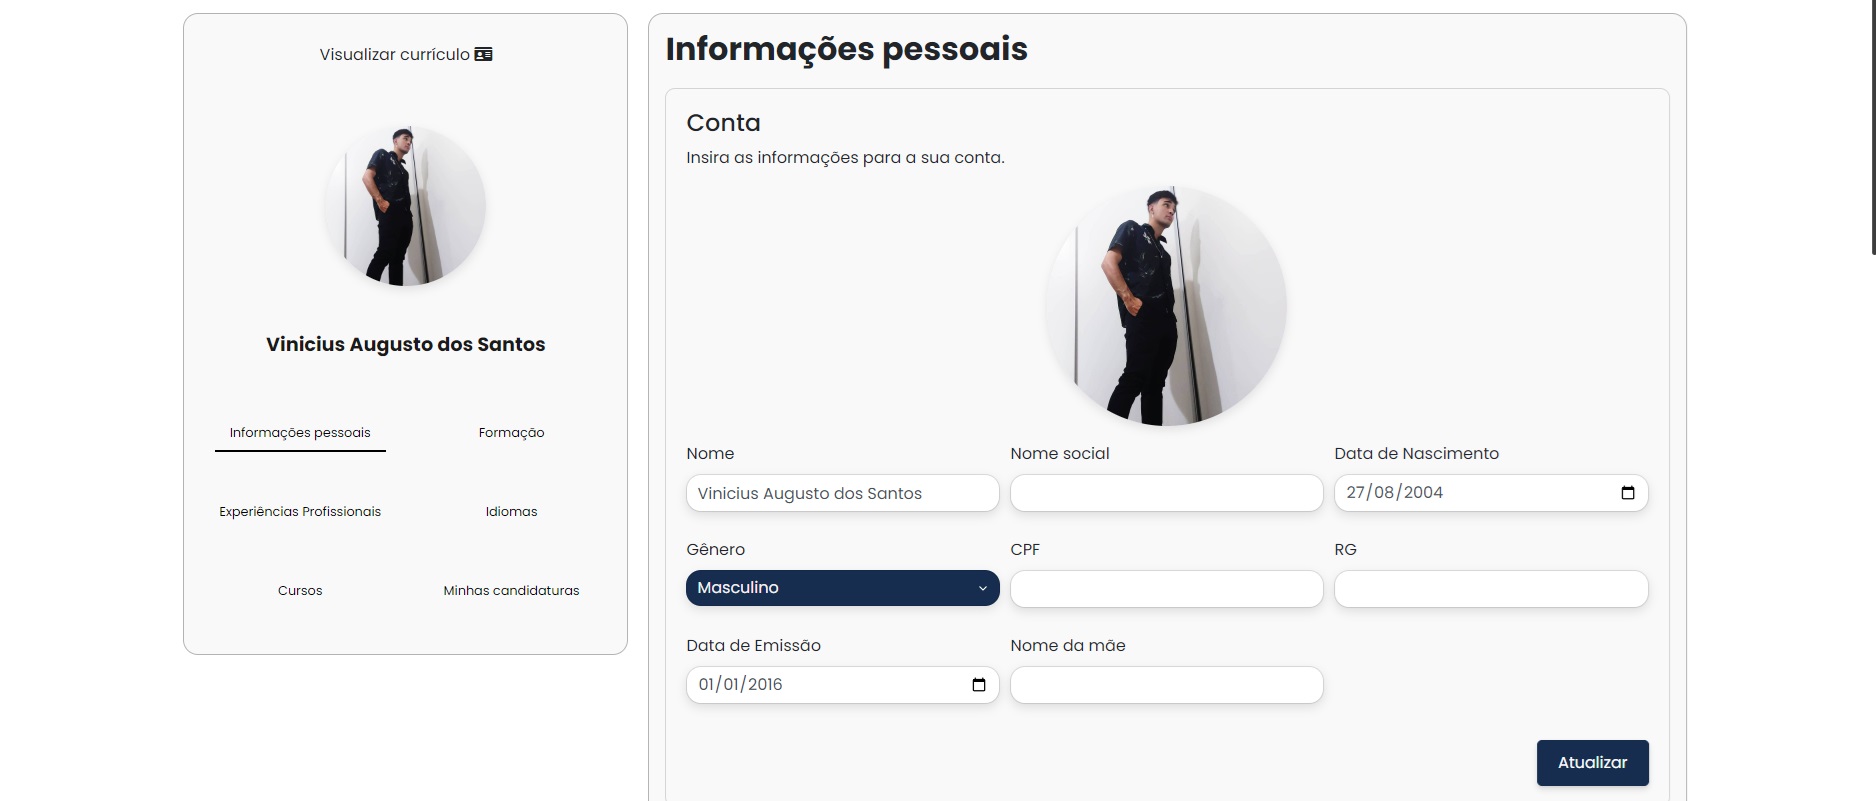 Visualizar currículo
Vinicius Augusto dos Santos
Informações pessoais
Formação
Experiências Profissionais
Idiomas
Cursos
Minhas candidaturas
Informações pessoais
Conta
Insira as informações para a sua conta.
Nome
Nome social
Data de Nascimento
Vinicius Augusto dos Santos
27/08/2004
Gênero
CPF
RG
Masculino
Data de Emissão
Nome da mãe
01/01/2016
Atualizar